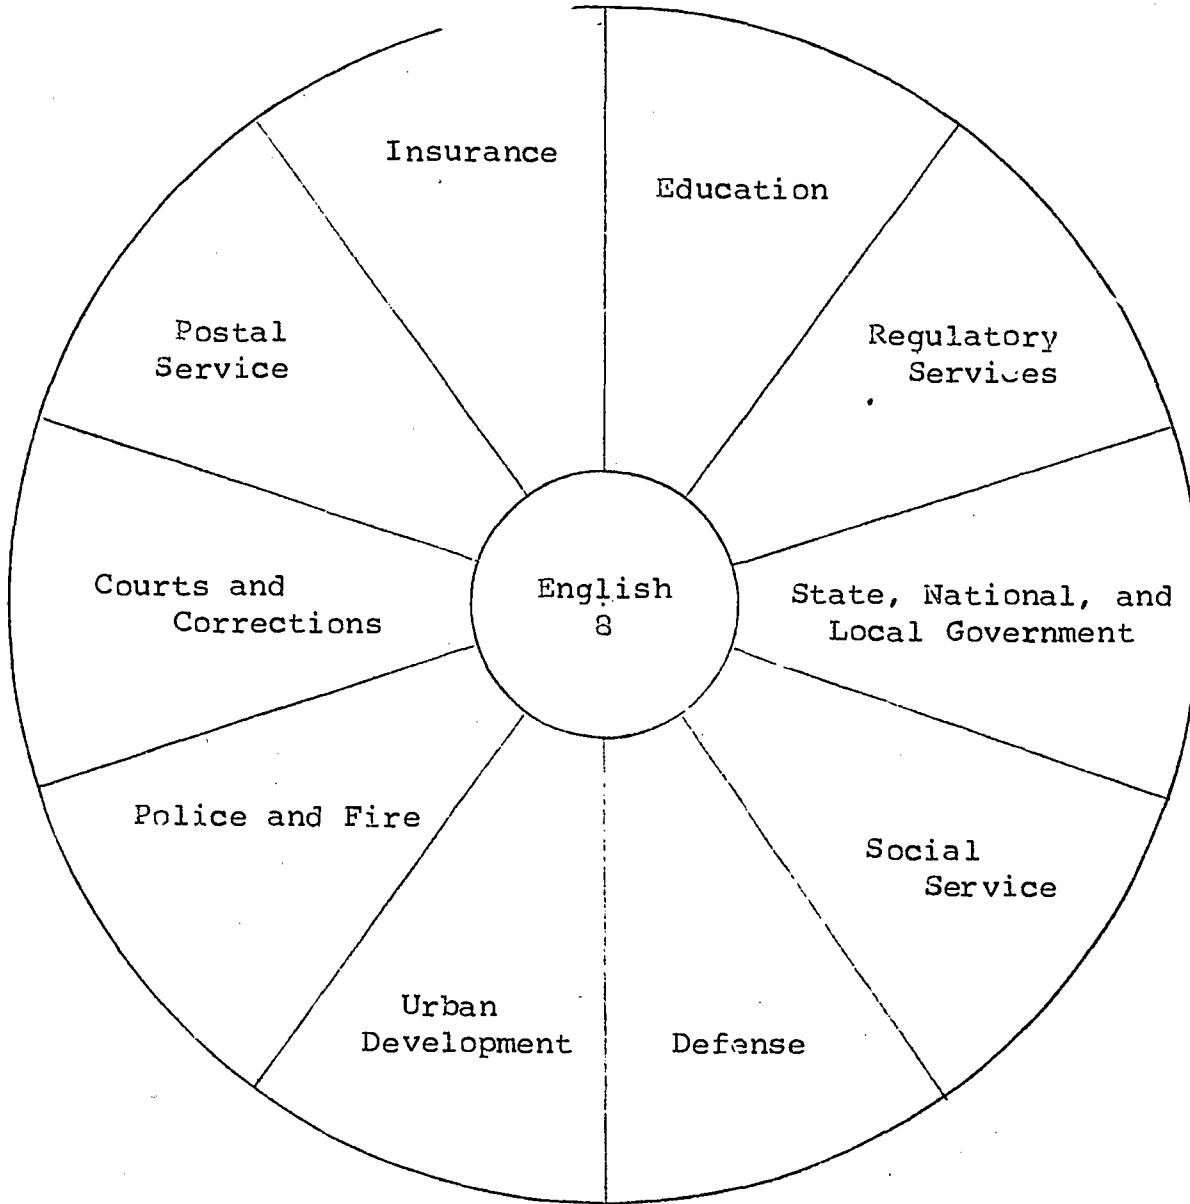 Insurance
Education
Regulatory
Services
State, National, and
Local Government
Social
Service
Defense
Urban
Development
Police and Fire
Courts and
Corrections
Postal
Service
English
8